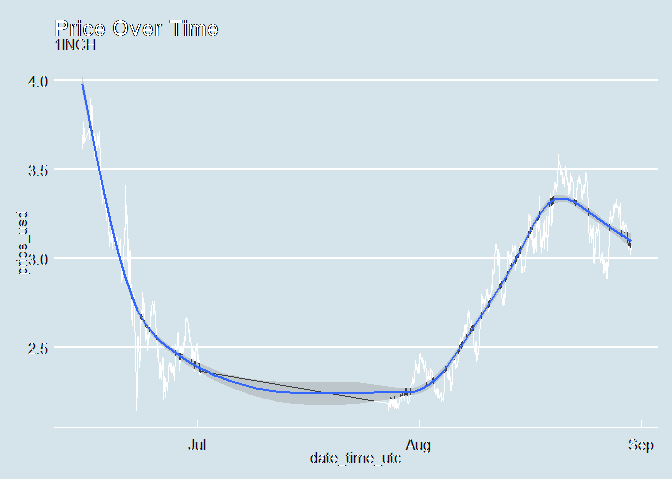 Price Over Time
1INCH
4.0
3.5
3.0
2.5
price_usd
Jul Aug Sep
date_time_utc